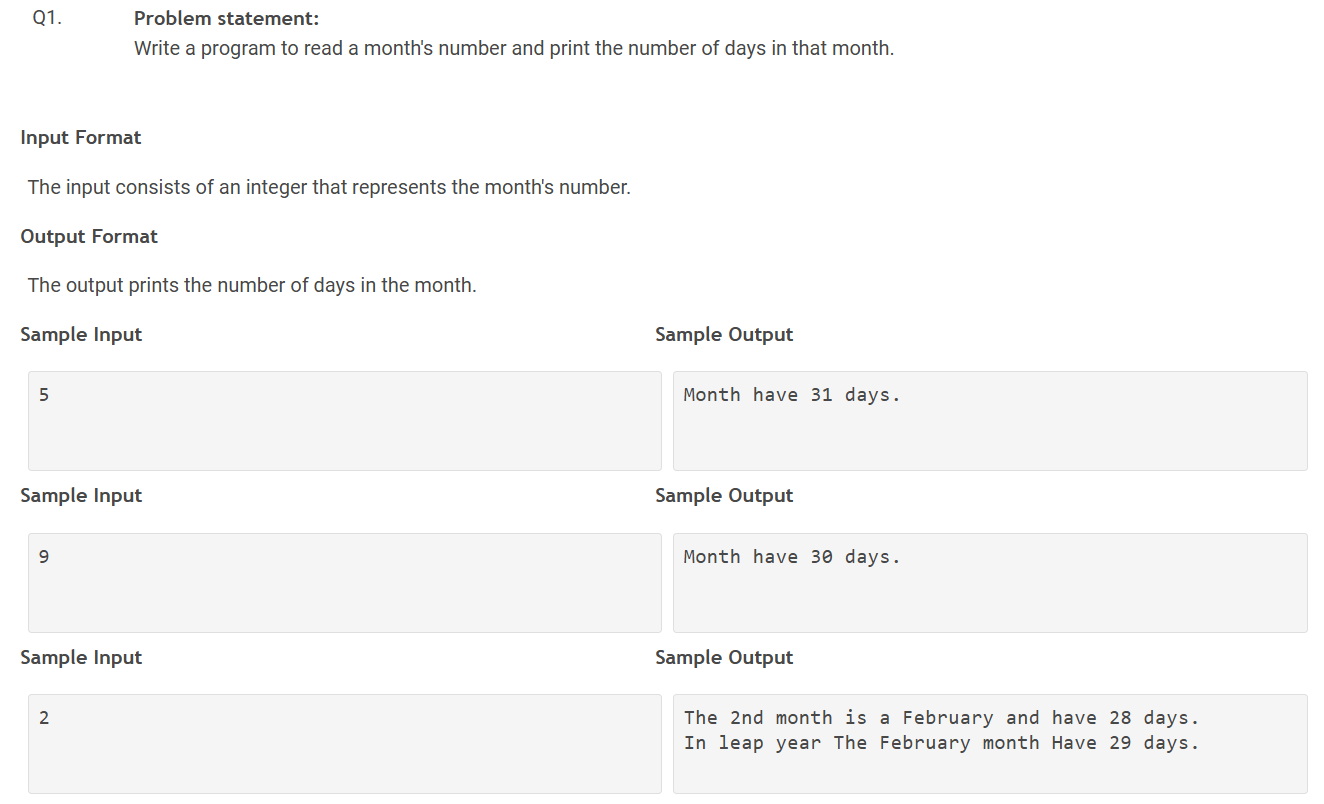 Q1. Problem statement:
Write a program to read a month's number and print the number of days in that month.
Input Format
The input consists of an integer that represents the month's number.
Output Format
The output prints the number of days in the month.
Sample Input Sample Output
5 Month have 31 days.
Sample Input Sample Output
9 Month have 30 days.
Sample Input Sample Output
2 The 2nd month is a February and have 28 days.
In leap year The February month Have 29 days.